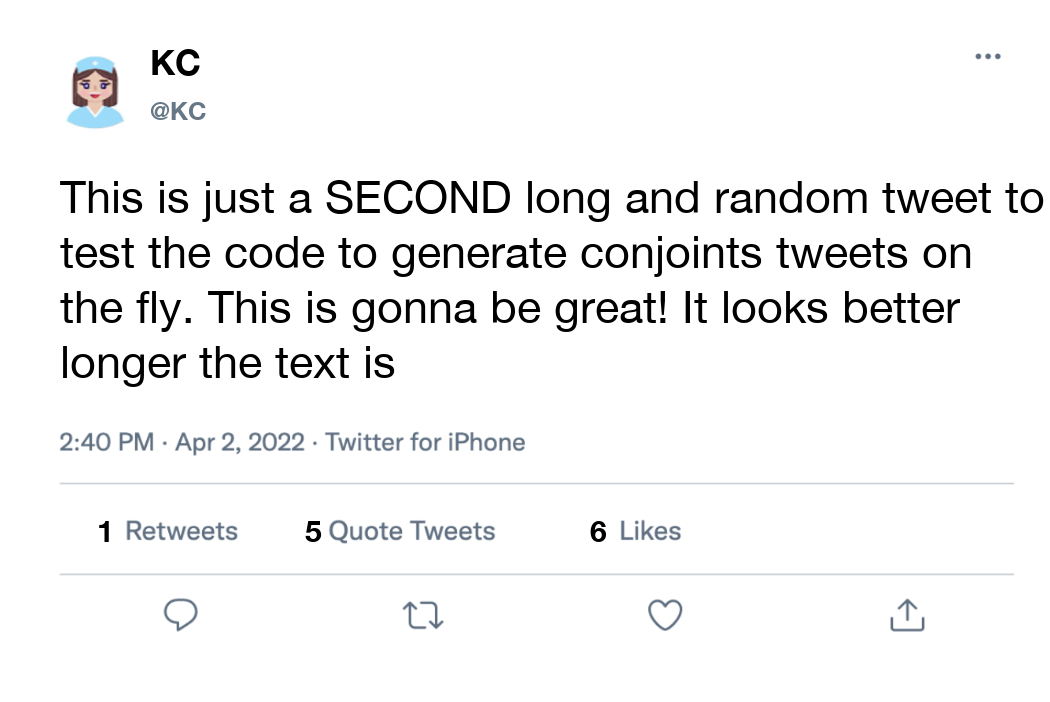 KC
@KC
This is just a SECOND long and random tweet to
test the code to generate conjoints tweets on
the fly. This is gonna be great! It looks better
longer the text is
2:40 PM · Apr 2, 2022 · Twitter for iPhone
1 Retweets 5 Quote Tweets 6 Likes